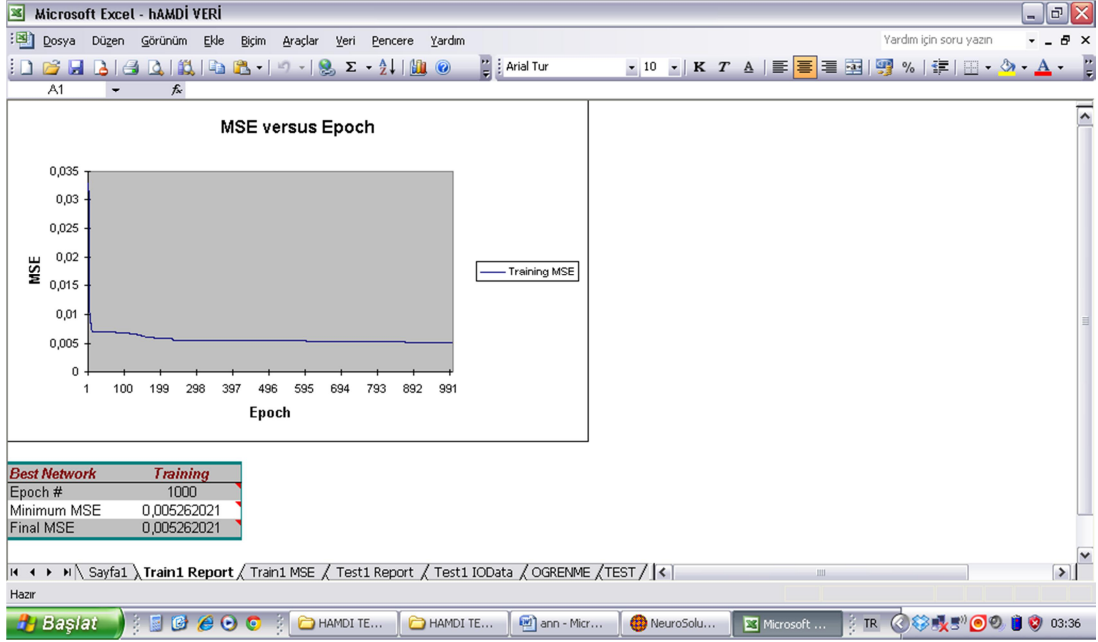 Microsoft Excel - hAMDİ VERİ
Dosya Düzen Görünüm Ekle Biçim Araçlar Veri Pencere Yardım
Yardım için soru yazın
Arial Tur 10 K T A
A1 fx
MSE versus Epoch
0,035
0,03
0,025
0,02
0,015
0,01
0,005
0
MSE
Training MSE
1 100 199 298 397 496 595 694 793 892 991
Epoch
Best Network Training
Epoch # 1000
Minimum MSE 0,005262021
Final MSE 0,005262021
Sayfa1 Train1 Report Train1 MSE Test1 Report Test1 IOData OGRENME TEST
Hazır
Başlat HAMDI TE... HAMDI TE... ann - Micr... NeuroSolu... Microsoft ... TR 03:36